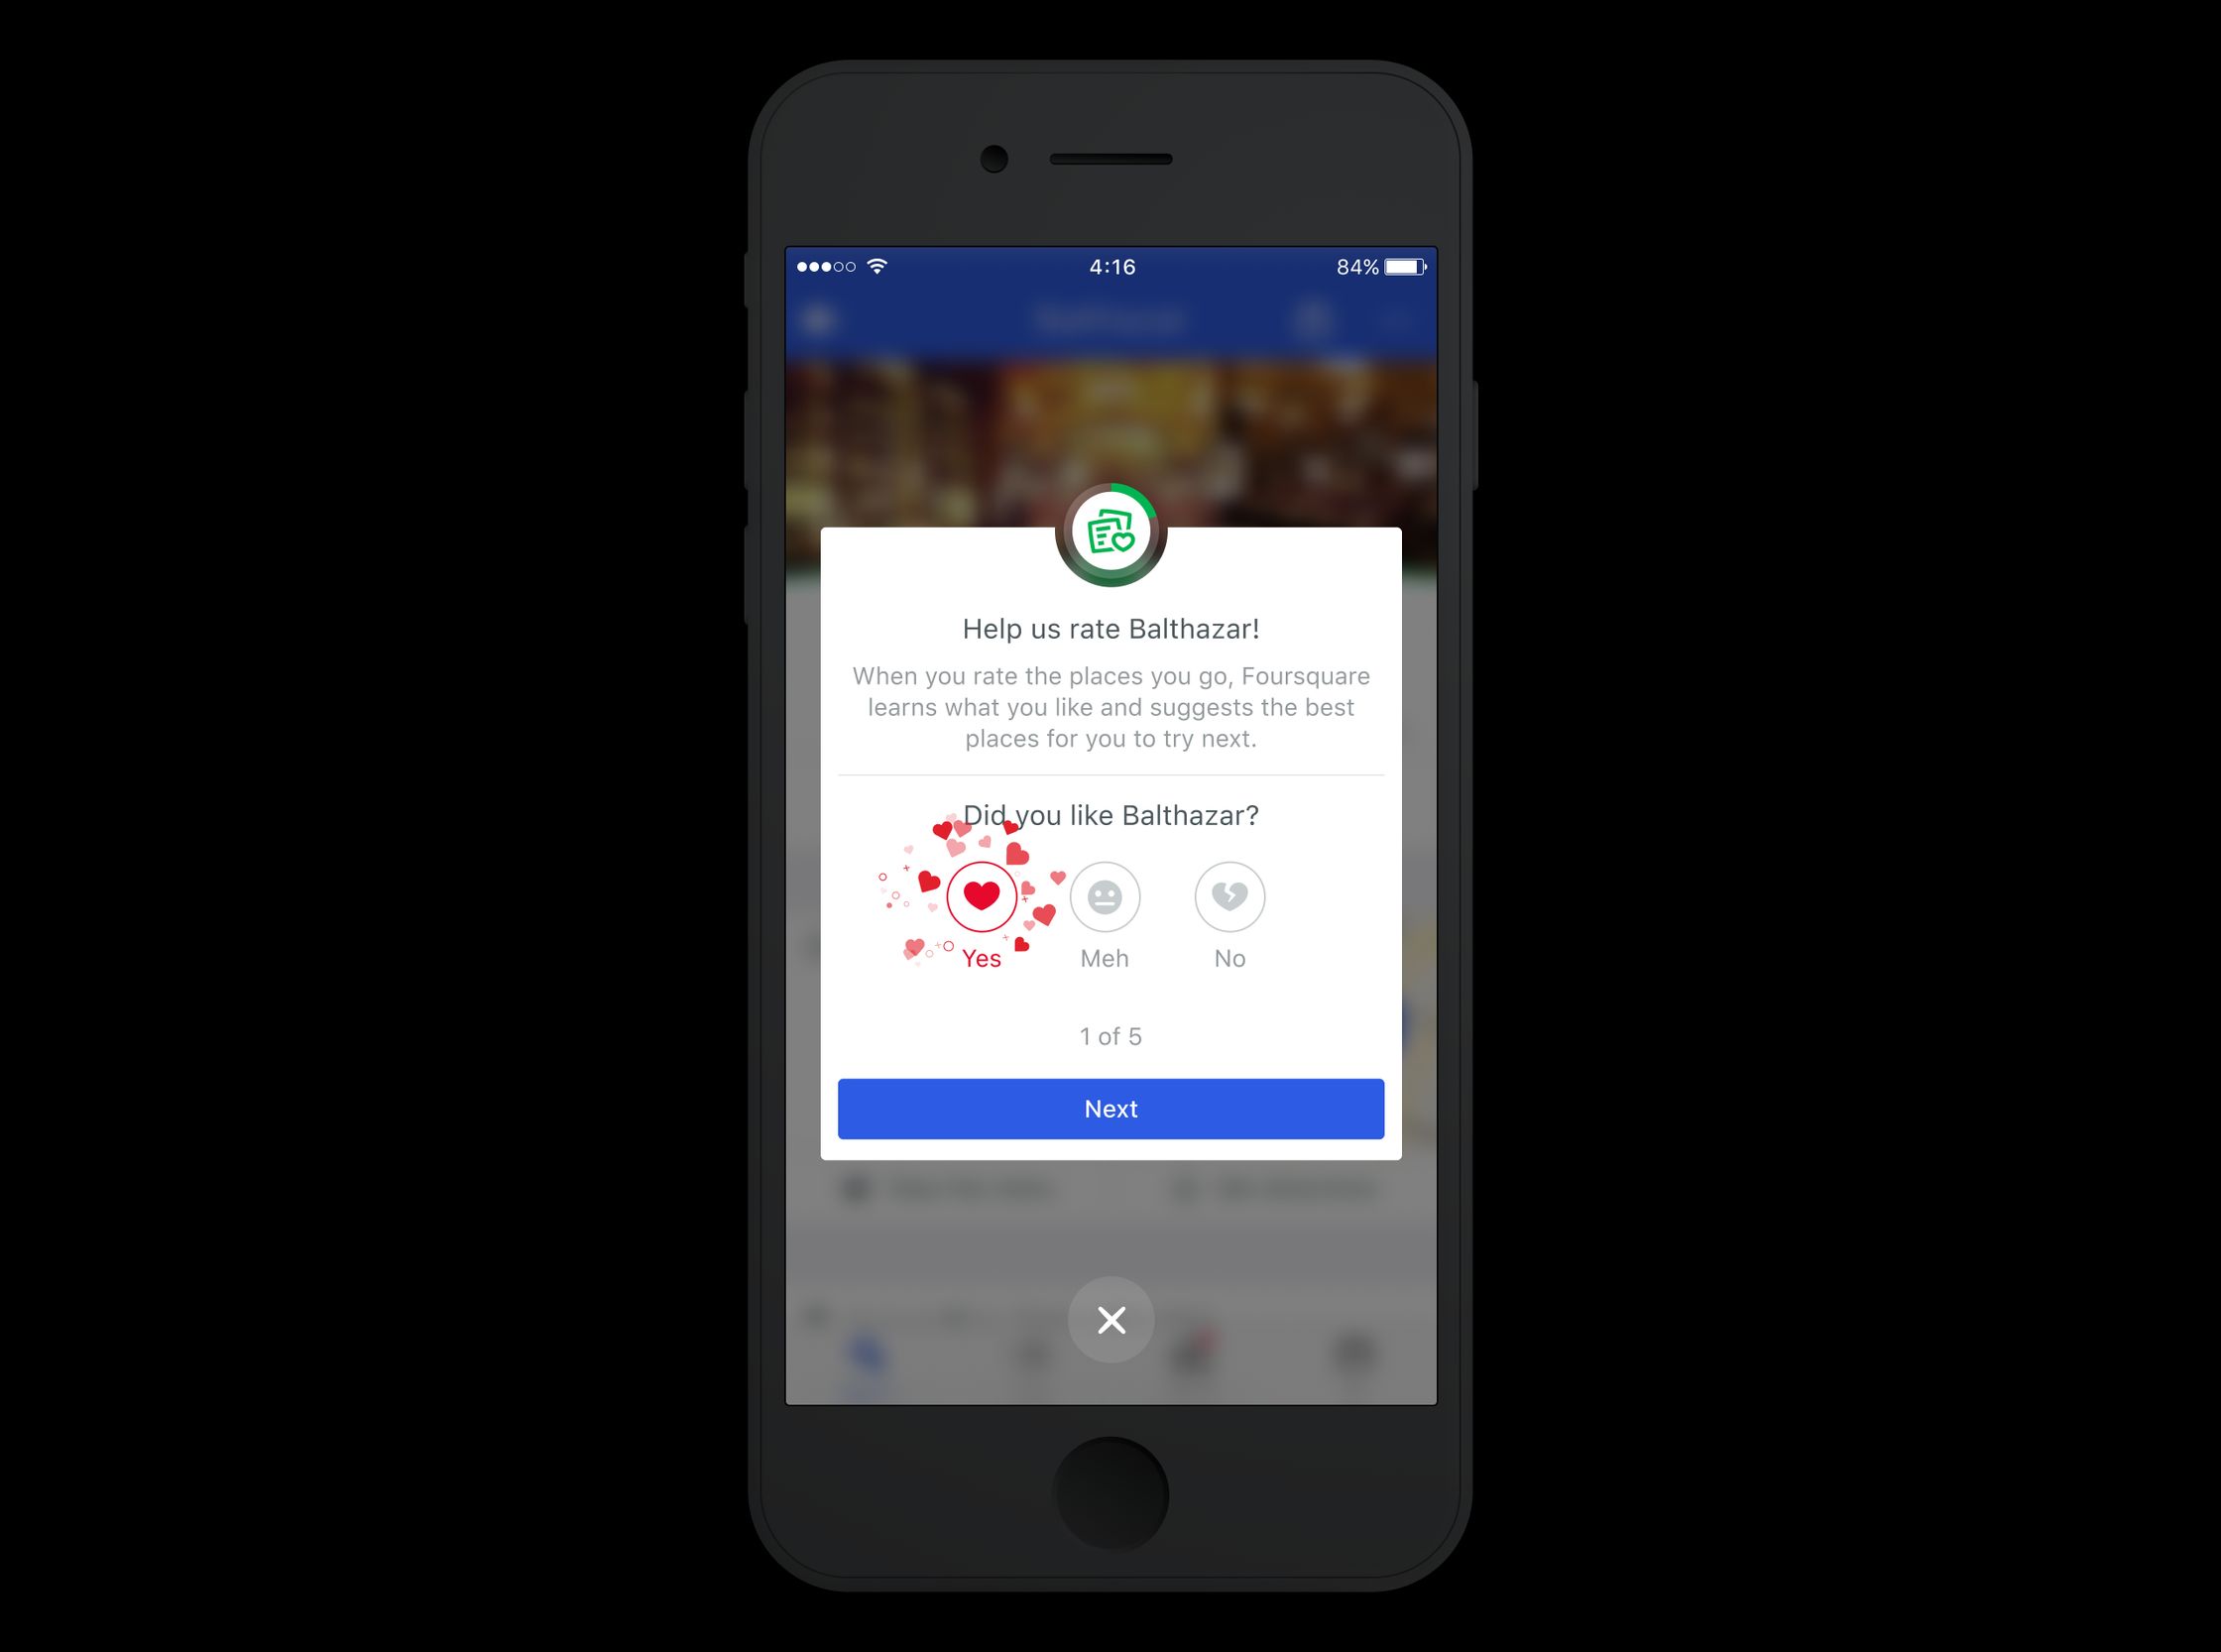 4:16
84%
Help us rate Balthazar!
When you rate the places you go, Foursquare
learns what you like and suggests the best
places for you to try next.
Did you like Balthazar?
Yes Meh No
1 of 5
Next